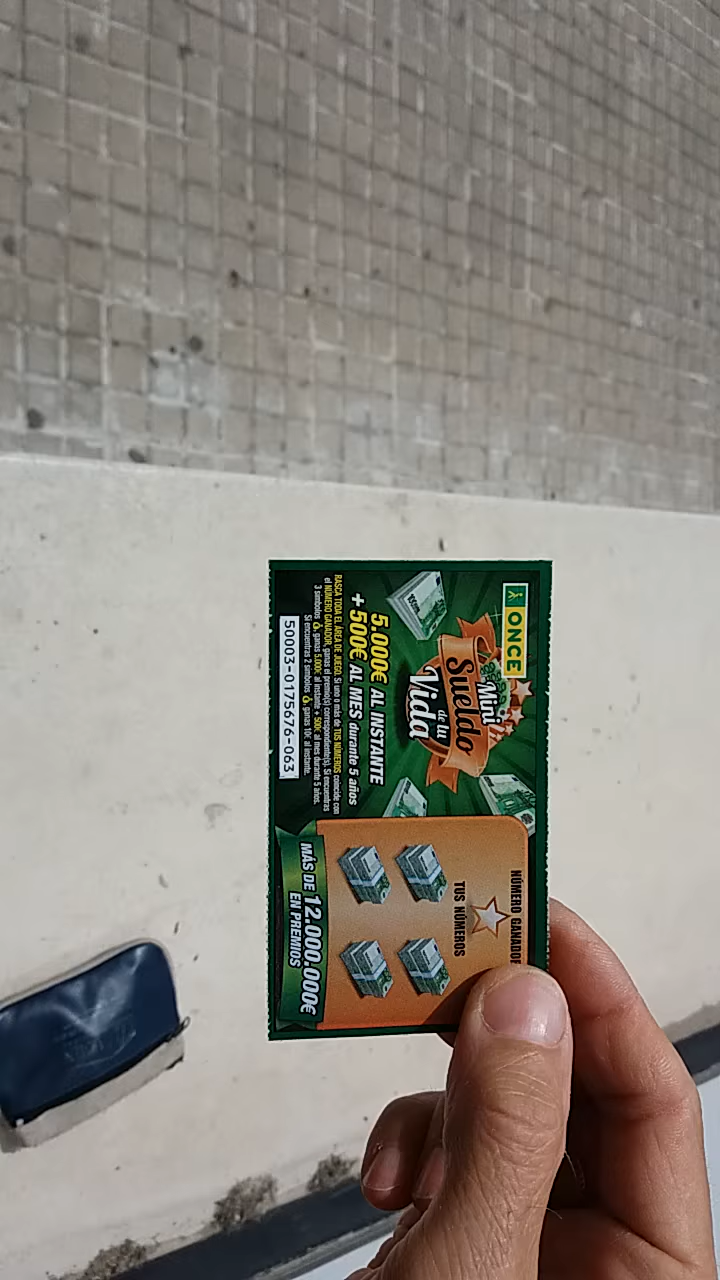 ONCE
Mini
Sueldo
de tu
Vida
5.000€ AL INSTANTE
+ 500€ AL MES durante 5 años
RASCA TODA EL ÁREA DE JUEGO. Si uno o más de TUS NÚMEROS coincide con
el NÚMERO GANADOR, ganas el premio(s) correspondiente(s). Si encuentras
3 símbolos, ganas 5.000€ al instante + 500€ al mes durante 5 años.
Si encuentras 2 símbolos, ganas 10€ al instante.
50003-0175676-063
NÚMERO GANADOR
TUS NÚMEROS
MÁS DE 12.000.000€
EN PREMIOS